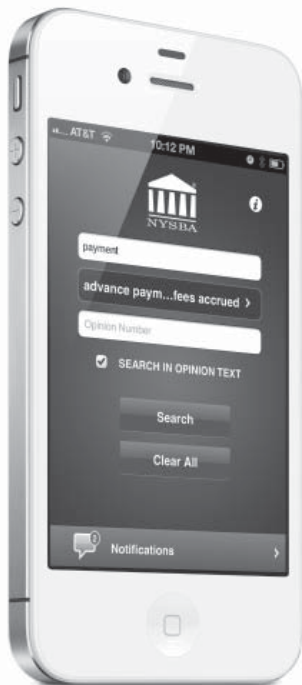 AT&T 10:12 PM
NYSBA
i
payment
advance paym...fees accrued >
Opinion Number
SEARCH IN OPINION TEXT
Search
Clear All
2
Notifications >